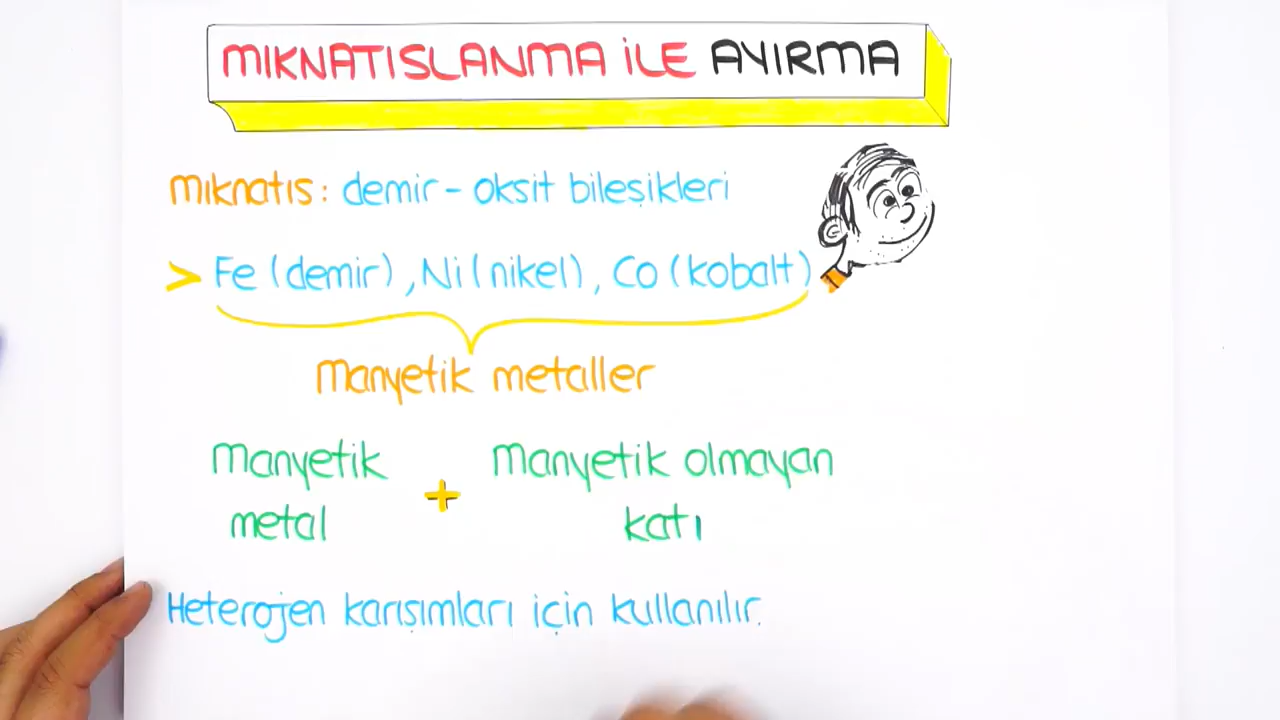 MIKNATISLANMA İLE AYIRMA
mıknatıs: demir - oksit bileşikleri
> Fe (demir), Ni (nikel), Co (kobalt)
manyetik metaller
manyetik + manyetik olmayan
metal katı
Heterojen karışımları için kullanılır.